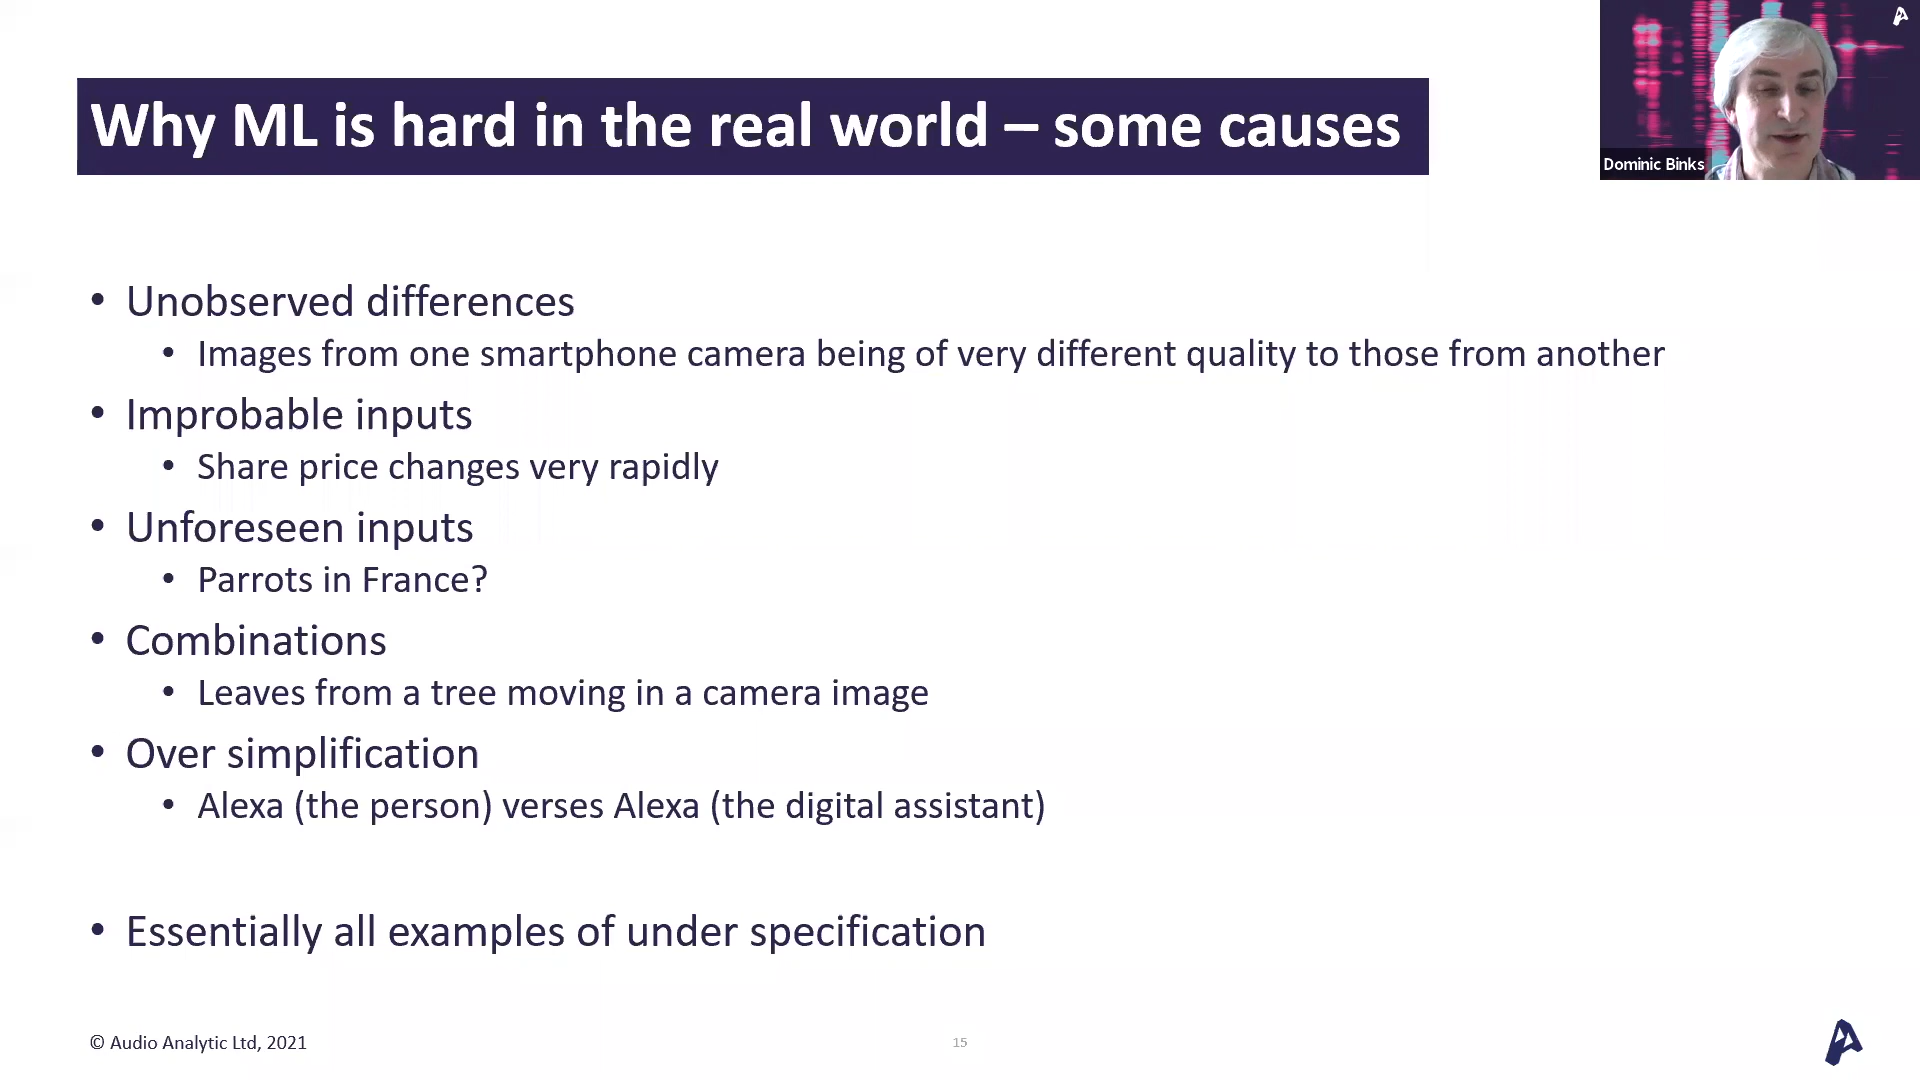 Why ML is hard in the real world – some causes
Dominic Binks
• Unobserved differences
• Images from one smartphone camera being of very different quality to those from another
• Improbable inputs
• Share price changes very rapidly
• Unforeseen inputs
• Parrots in France?
• Combinations
• Leaves from a tree moving in a camera image
• Over simplification
• Alexa (the person) verses Alexa (the digital assistant)
• Essentially all examples of under specification
© Audio Analytic Ltd, 2021
15